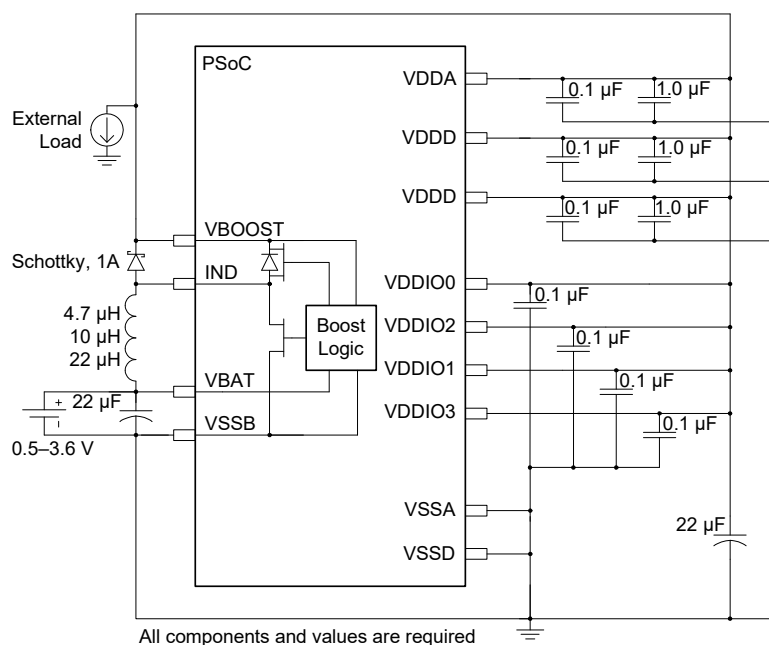 PSoC
VDDA
0.1 µF
1.0 µF
External
Load
VDDD
0.1 µF
1.0 µF
VDDD
0.1 µF
1.0 µF
VBOOST
Schottky, 1A
IND
VDDIO0
0.1 µF
4.7 µH
10 µH
22 µH
Boost
Logic
VDDIO2
0.1 µF
VDDIO1
0.1 µF
VBAT
22 µF
+
-
VDDIO3
0.1 µF
VSSB
0.5–3.6 V
VSSA
22 µF
VSSD
All components and values are required